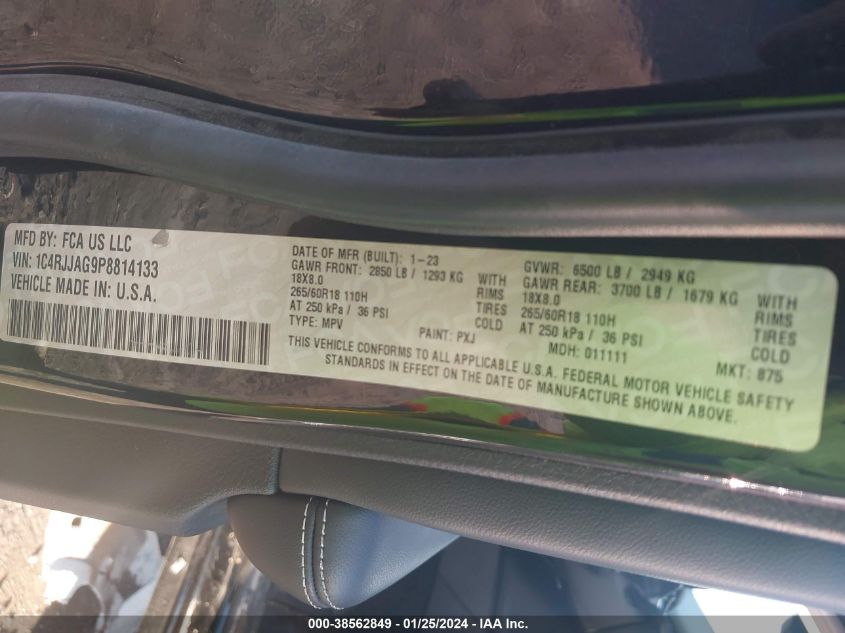 MFD BY: FCA US LLC
VIN: 1C4RJJAG9P8814133
VEHICLE MADE IN: U.S.A.
DATE OF MFR (BUILT): 1-23
GAWR FRONT: 2850 LB / 1293 KG WITH
18X8.0 RIMS
265/60R18 110H TIRES
AT 250 kPa / 36 PSI COLD
TYPE: MPV PAINT: PXJ
GVWR: 6500 LB / 2949 KG
GAWR REAR: 3700 LB / 1679 KG WITH
18X8.0 RIMS
265/60R18 110H TIRES
AT 250 kPa / 36 PSI COLD
MDH: 011111 MKT: 875
THIS VEHICLE CONFORMS TO ALL APPLICABLE U.S.A. FEDERAL MOTOR VEHICLE SAFETY
STANDARDS IN EFFECT ON THE DATE OF MANUFACTURE SHOWN ABOVE.
000-38562849 - 01/25/2024 - IAA Inc.